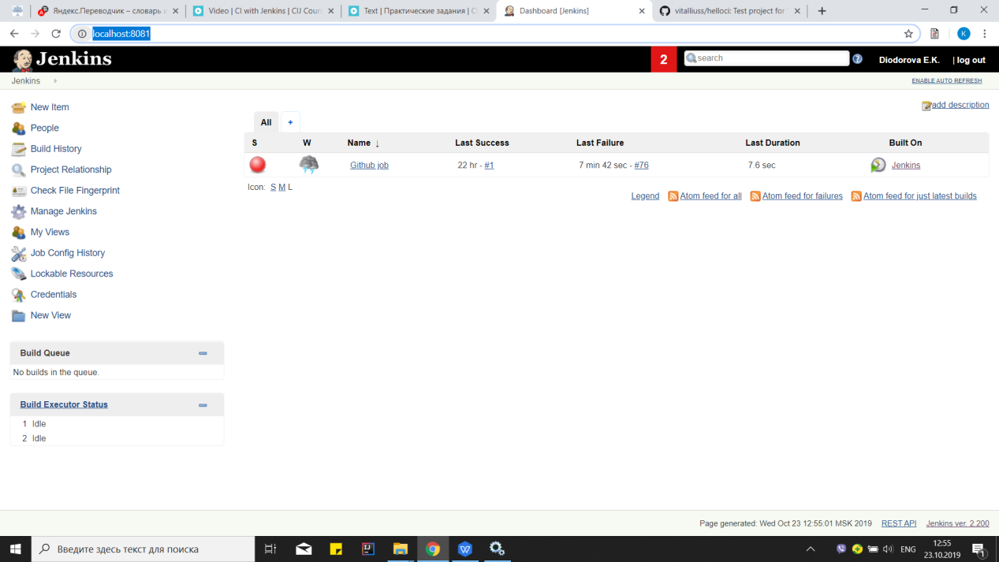 Яндекс.Переводчик – словарь и
Video | CI with Jenkins | CIJ Cours
Text | Практические задания | CI
Dashboard [Jenkins]
vitalliuss/helloci: Test project for
localhost:8081
K
Jenkins
2
search
Diodorova E.K.
| log out
Jenkins
ENABLE AUTO REFRESH
New Item
People
Build History
Project Relationship
Check File Fingerprint
Manage Jenkins
My Views
Job Config History
Lockable Resources
Credentials
New View
Build Queue
No builds in the queue.
Build Executor Status
1 Idle
2 Idle
add description
All +
S W Name ↓ Last Success Last Failure Last Duration Built On
Github job 22 hr - #1 7 min 42 sec - #76 7.6 sec Jenkins
Icon: S M L
Legend Atom feed for all Atom feed for failures Atom feed for just latest builds
Page generated: Wed Oct 23 12:55:01 MSK 2019 REST API Jenkins ver. 2.200
Введите здесь текст для поиска
ENG
12:55
23.10.2019
1